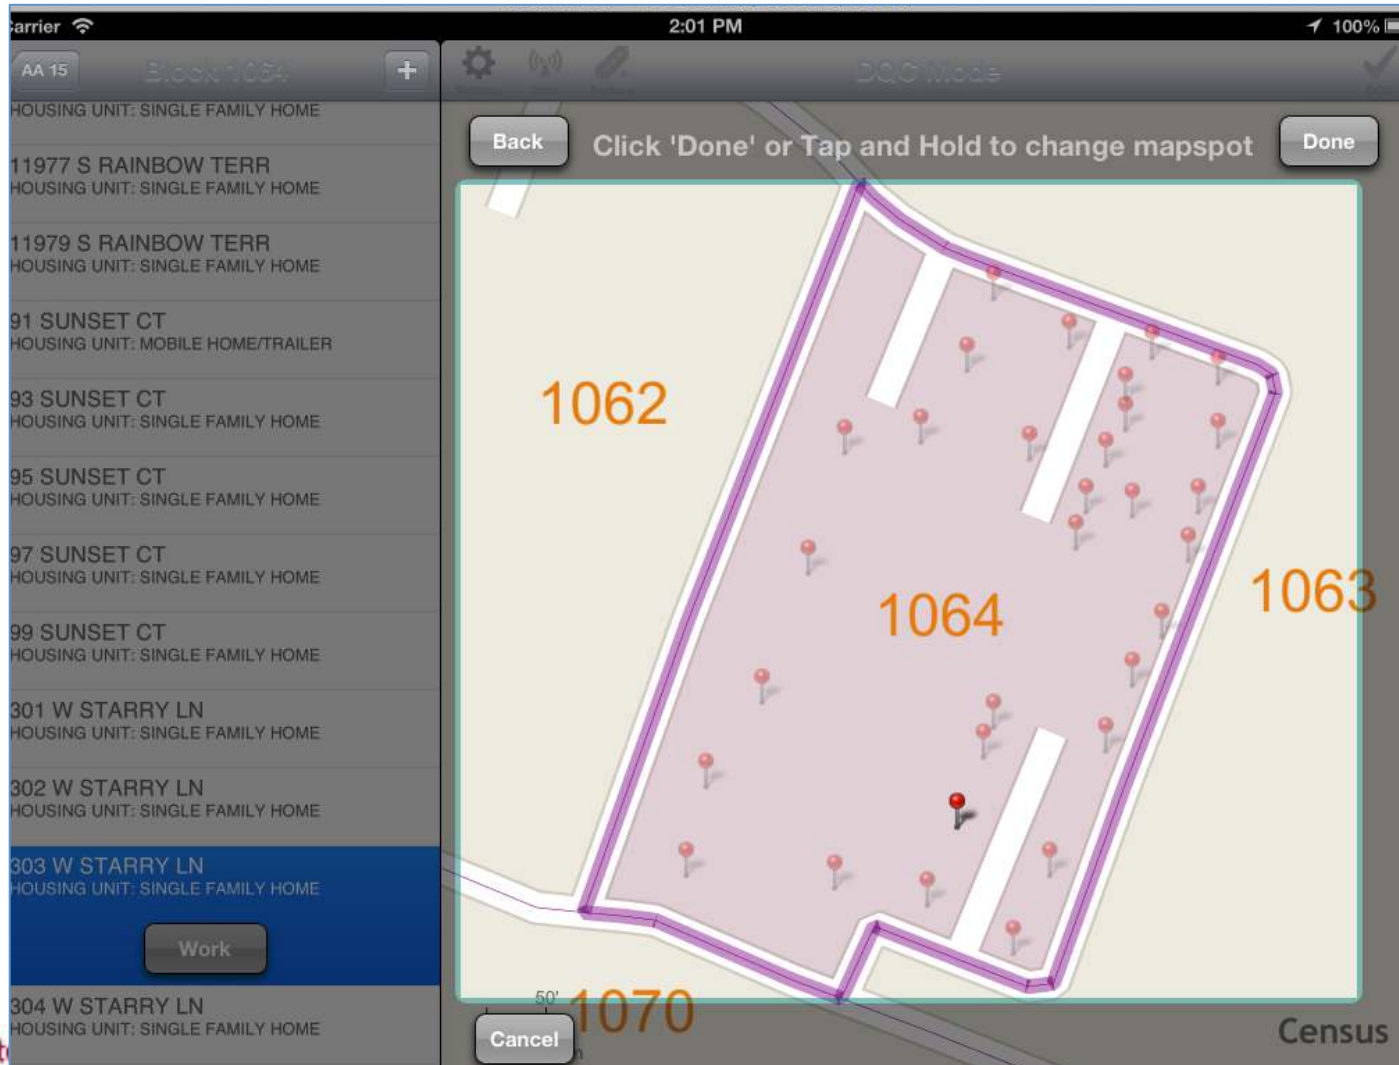 arrier
2:01 PM
100%
AA 15
Block 1064
+
DQC Mode
HOUSING UNIT: SINGLE FAMILY HOME
11977 S RAINBOW TERR
HOUSING UNIT: SINGLE FAMILY HOME
11979 S RAINBOW TERR
HOUSING UNIT: SINGLE FAMILY HOME
91 SUNSET CT
HOUSING UNIT: MOBILE HOME/TRAILER
93 SUNSET CT
HOUSING UNIT: SINGLE FAMILY HOME
95 SUNSET CT
HOUSING UNIT: SINGLE FAMILY HOME
97 SUNSET CT
HOUSING UNIT: SINGLE FAMILY HOME
99 SUNSET CT
HOUSING UNIT: SINGLE FAMILY HOME
301 W STARRY LN
HOUSING UNIT: SINGLE FAMILY HOME
302 W STARRY LN
HOUSING UNIT: SINGLE FAMILY HOME
303 W STARRY LN
HOUSING UNIT: SINGLE FAMILY HOME
Work
304 W STARRY LN
HOUSING UNIT: SINGLE FAMILY HOME
Back
Click 'Done' or Tap and Hold to change mapspot
Done
1062
1064
1063
50'
1070
Cancel
Census